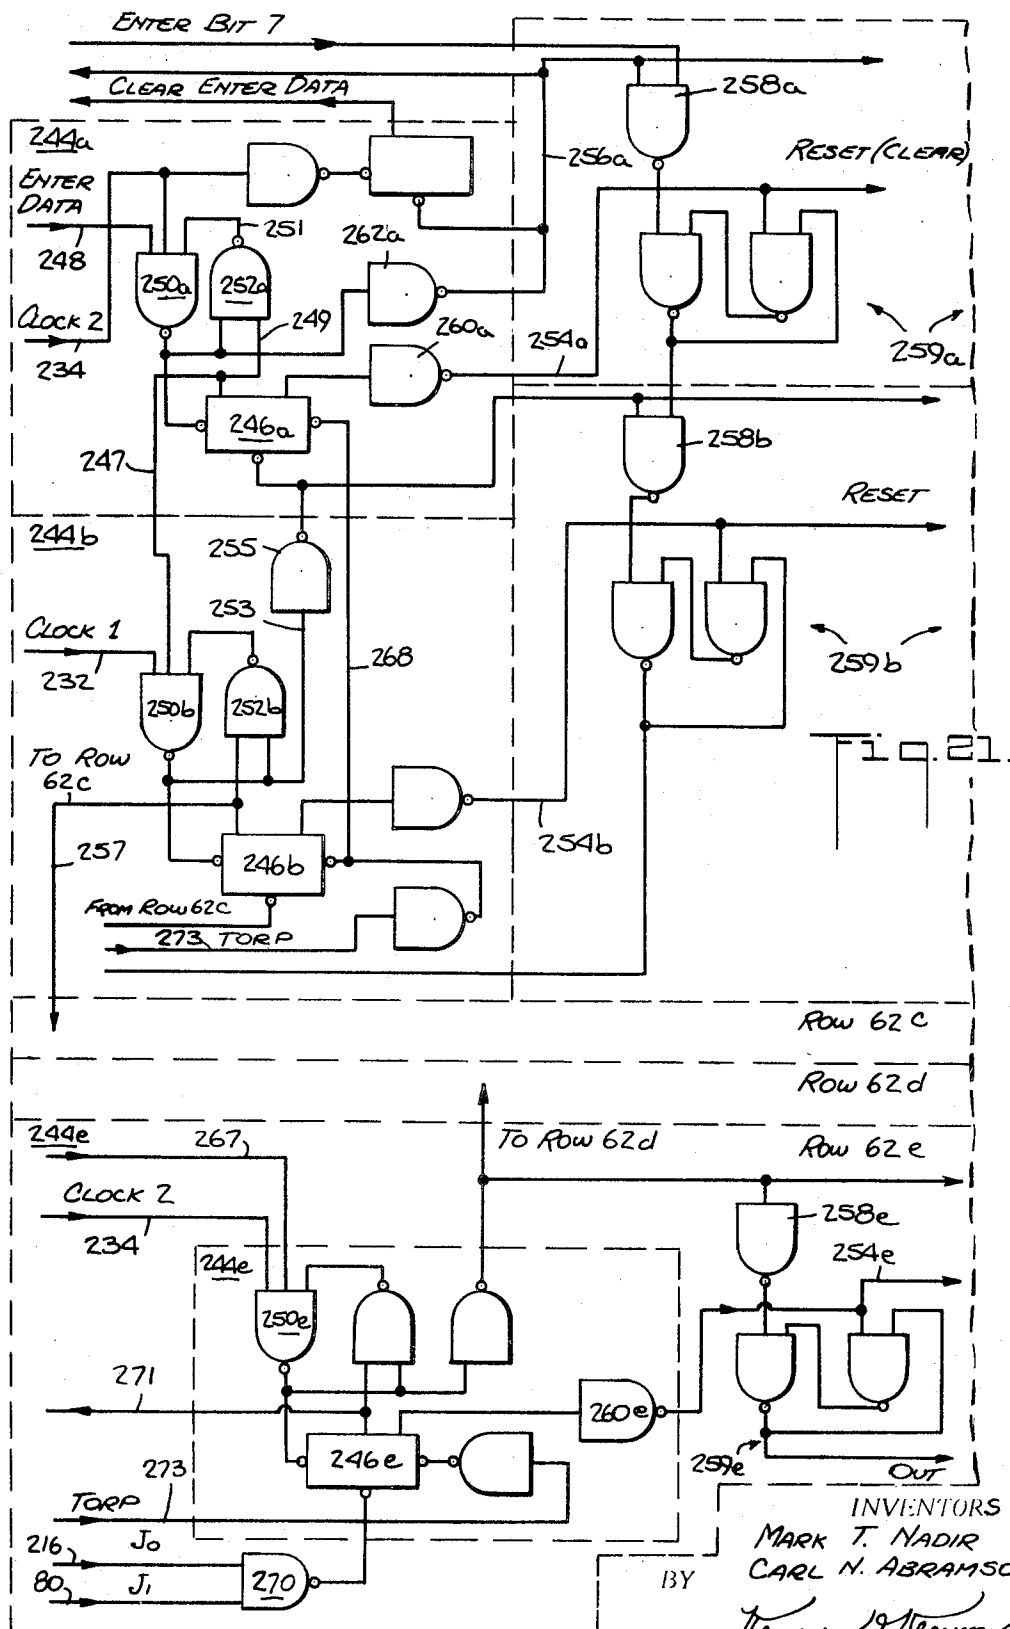 ENTER BIT 7
CLEAR ENTER DATA
258a
244a
256a
RESET (CLEAR)
ENTER
DATA
251
262a
248
250a
252a
CLOCK 2
249
260a
254a
259a
234
246a
258b
247
RESET
244b
255
253
CLOCK 1
268
232
259b
250b
252b
TO ROW
62c
Fig. 21.
257
246b
254b
FROM ROW 62C
273 TORP
ROW 62c
ROW 62d
244e
267
TO ROW 62d
ROW 62e
CLOCK 2
258e
234
244e
254e
250e
271
260e
246e
259e
273
OUT
TORP
INVENTORS
216
J0
MARK T. NADIR
80
J1
270
BY
CARL N. ABRAMSO